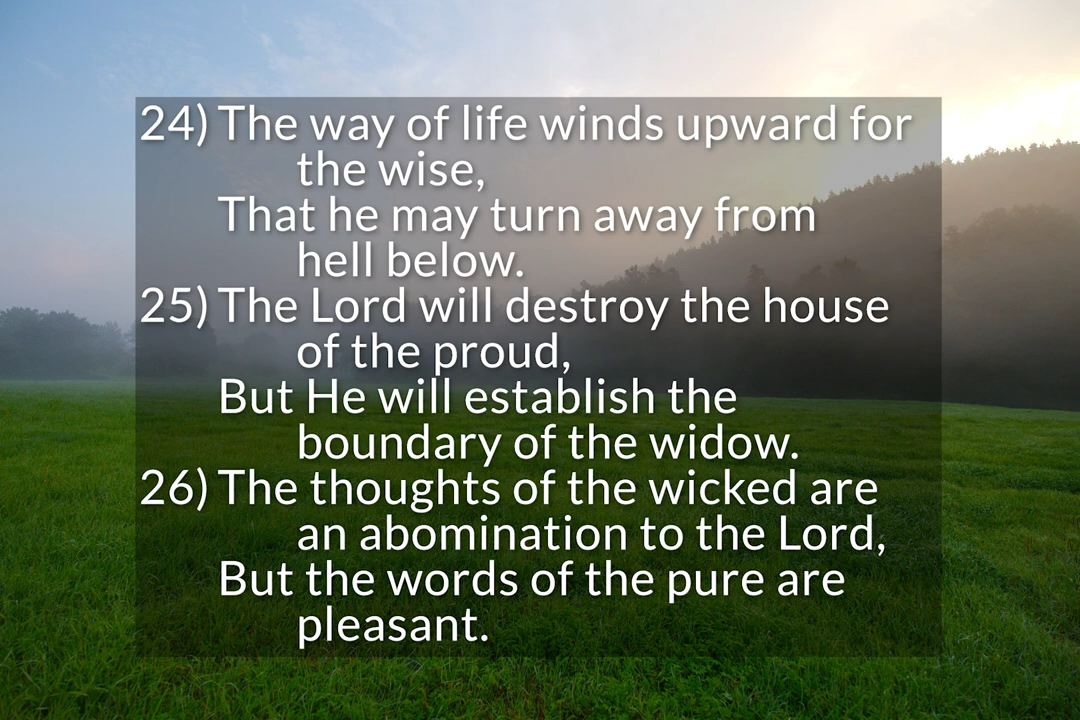 24) The way of life winds upward for
the wise,
That he may turn away from
hell below.
25) The Lord will destroy the house
of the proud,
But He will establish the
boundary of the widow.
26) The thoughts of the wicked are
an abomination to the Lord,
But the words of the pure are
pleasant.